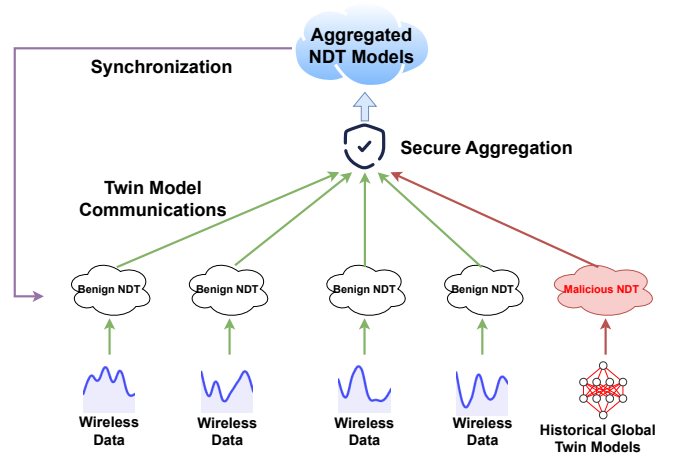 Aggregated
NDT Models
Synchronization
Secure Aggregation
Twin Model
Communications
Benign NDT
Benign NDT
Benign NDT
Benign NDT
Malicious NDT
Wireless
Data
Wireless
Data
Wireless
Data
Wireless
Data
Historical Global
Twin Models